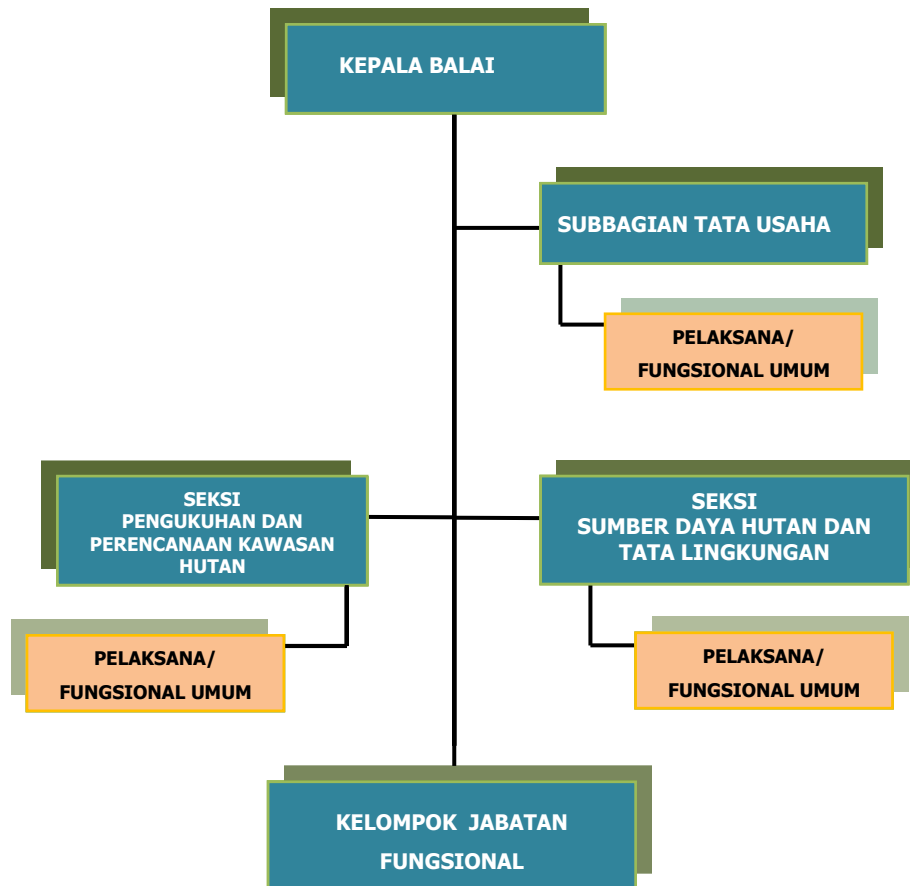 KEPALA BALAI
SUBBAGIAN TATA USAHA
PELAKSANA/
FUNGSIONAL UMUM
SEKSI
PENGUKUHAN DAN
PERENCANAAN KAWASAN
HUTAN
SEKSI
SUMBER DAYA HUTAN DAN
TATA LINGKUNGAN
PELAKSANA/
FUNGSIONAL UMUM
PELAKSANA/
FUNGSIONAL UMUM
KELOMPOK JABATAN
FUNGSIONAL